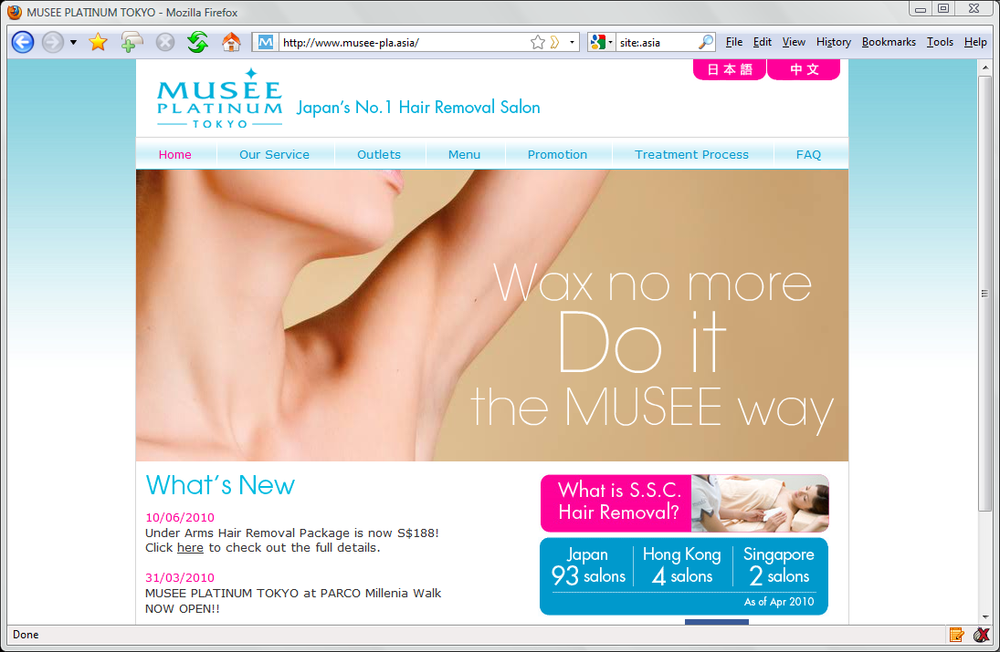 MUSEE PLATINUM TOKYO - Mozilla Firefox
http://www.musee-pla.asia/
site:.asia
File Edit View History Bookmarks Tools Help
日本語 中文
MUSÉE
PLATINUM
TOKYO
Japan's No.1 Hair Removal Salon
Home Our Service Outlets Menu Promotion Treatment Process FAQ
Wax no more
Do it
the MUSEE way
What's New
10/06/2010
Under Arms Hair Removal Package is now S$188!
Click here to check out the full details.
31/03/2010
MUSEE PLATINUM TOKYO at PARCO Millenia Walk
NOW OPEN!!
What is S.S.C.
Hair Removal?
Japan Hong Kong Singapore
93 salons 4 salons 2 salons
As of Apr 2010
Done